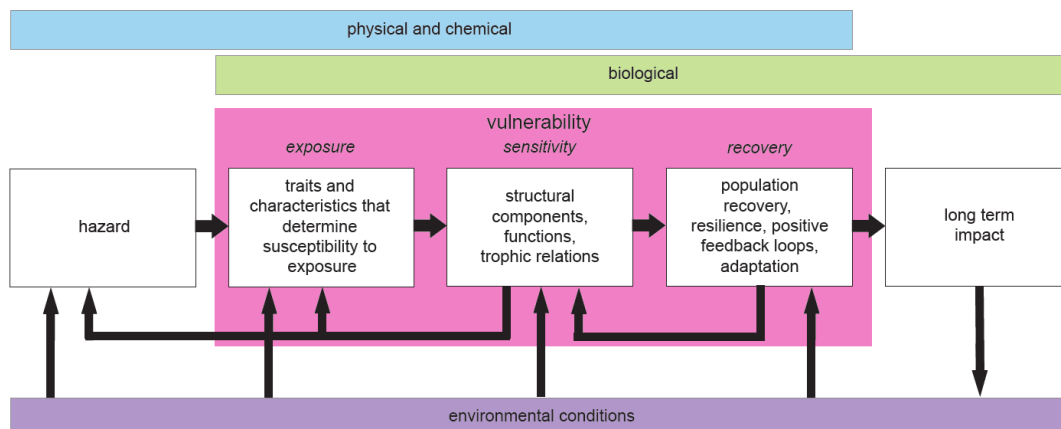 physical and chemical
biological
vulnerability
exposure
sensitivity
recovery
hazard
traits and
characteristics that
determine
susceptibility to
exposure
structural
components,
functions,
trophic relations
population
recovery,
resilience, positive
feedback loops,
adaptation
long term
impact
environmental conditions